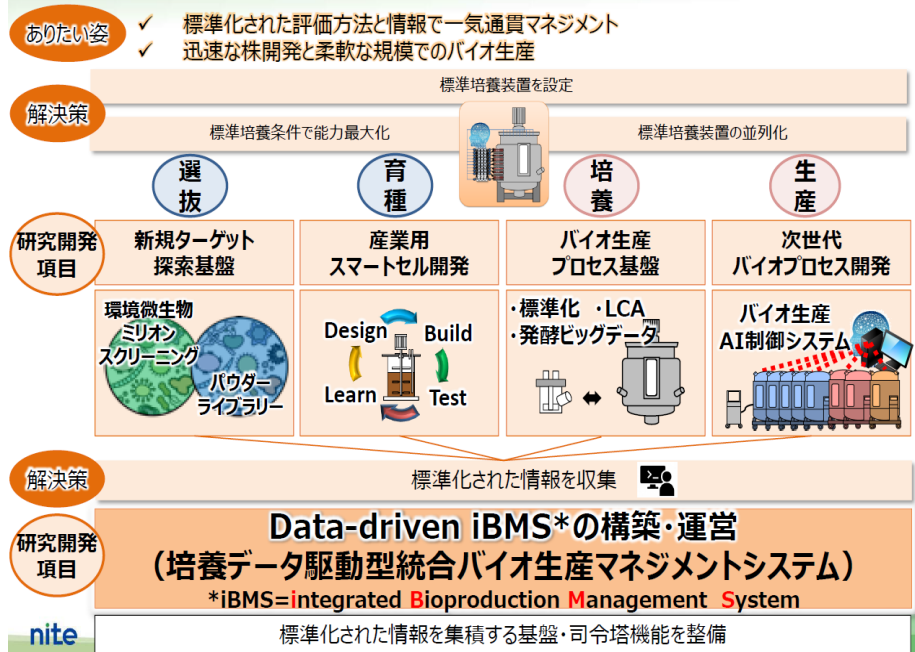 ありたい姿
✓ 標準化された評価方法と情報で一気通貫マネジメント
✓ 迅速な株開発と柔軟な規模でのバイオ生産
標準培養装置を設定
解決策
標準培養条件で能力最大化
標準培養装置の並列化
選抜
育種
培養
生産
研究開発
項目
新規ターゲット
探索基盤
産業用
スマートセル開発
バイオ生産
プロセス基盤
次世代
バイオプロセス開発
環境微生物
ミリオン
スクリーニング
パウダー
ライブラリー
Design
Build
Learn
Test
・標準化 ・LCA
・発酵ビッグデータ
バイオ生産
AI制御システム
解決策
標準化された情報を収集
研究開発
項目
Data-driven iBMS*の構築・運営
（培養データ駆動型統合バイオ生産マネジメントシステム）
*iBMS=integrated Bioproduction Management System
nite
標準化された情報を集積する基盤・司令塔機能を整備